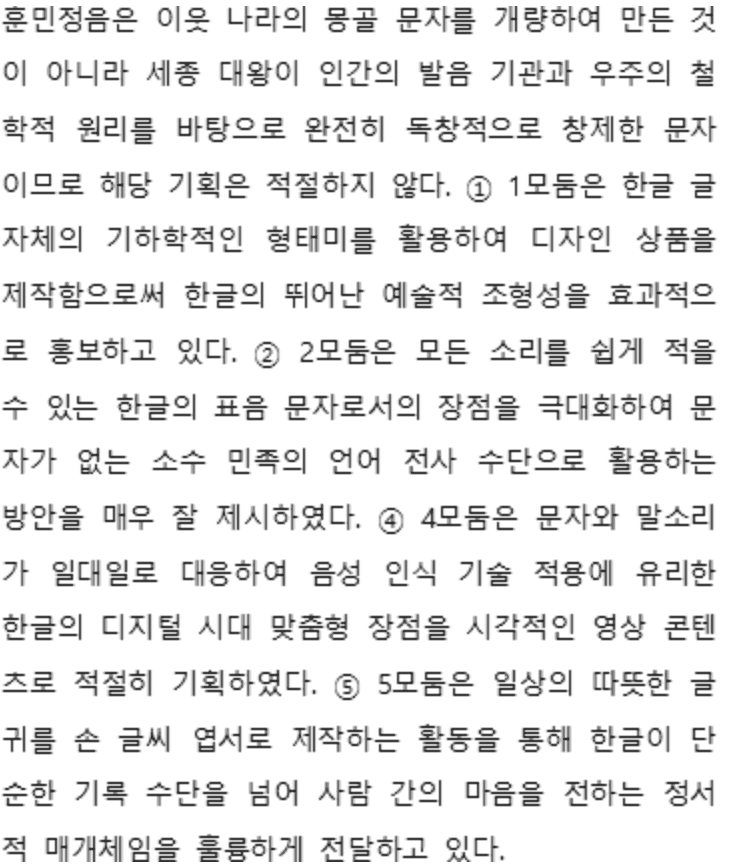 훈민정음은 이웃 나라의 몽골 문자를 개량하여 만든 것
이 아니라 세종 대왕이 인간의 발음 기관과 우주의 철
학적 원리를 바탕으로 완전히 독창적으로 창제한 문자
이므로 해당 기획은 적절하지 않다. ① 1모둠은 한글 글
자체의 기하학적인 형태미를 활용하여 디자인 상품을
제작함으로써 한글의 뛰어난 예술적 조형성을 효과적으
로 홍보하고 있다. ② 2모둠은 모든 소리를 쉽게 적을
수 있는 한글의 표음 문자로서의 장점을 극대화하여 문
자가 없는 소수 민족의 언어 전사 수단으로 활용하는
방안을 매우 잘 제시하였다. ④ 4모둠은 문자와 말소리
가 일대일로 대응하여 음성 인식 기술 적용에 유리한
한글의 디지털 시대 맞춤형 장점을 시각적인 영상 콘텐
츠로 적절히 기획하였다. ⑤ 5모둠은 일상의 따뜻한 글
귀를 손 글씨 엽서로 제작하는 활동을 통해 한글이 단
순한 기록 수단을 넘어 사람 간의 마음을 전하는 정서
적 매개체임을 훌륭하게 전달하고 있다.